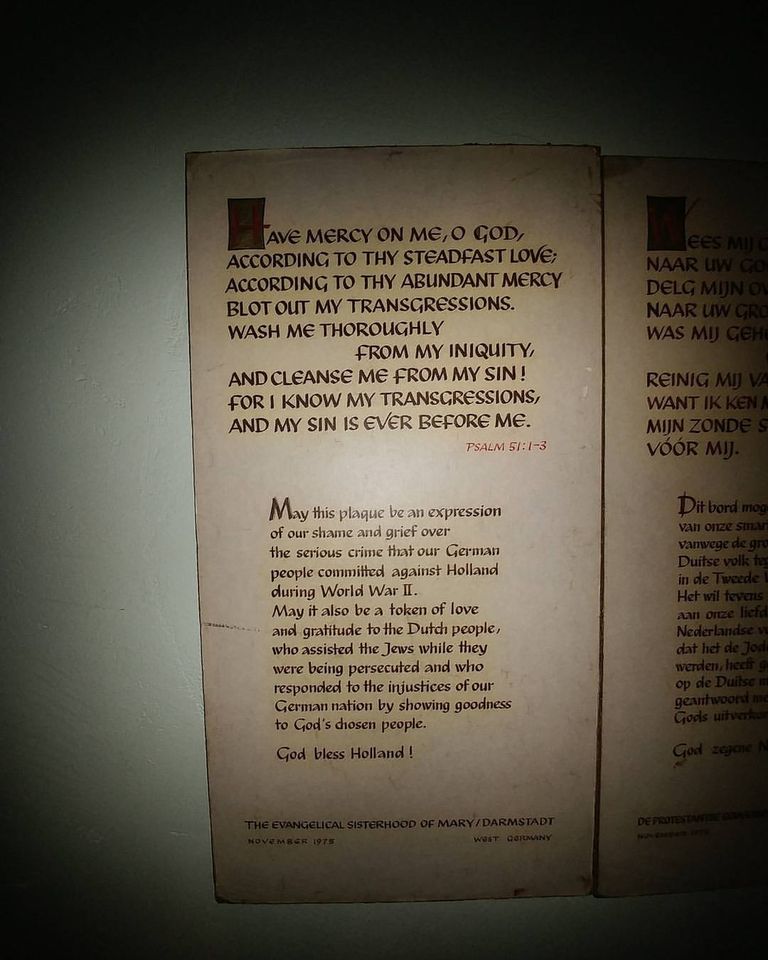 HAVE MERCY ON ME, O GOD,
ACCORDING TO THY STEADFAST LOVE;
ACCORDING TO THY ABUNDANT MERCY
BLOT OUT MY TRANSGRESSIONS.
WASH ME THOROUGHLY
FROM MY INIQUITY,
AND CLEANSE ME FROM MY SIN!
FOR I KNOW MY TRANSGRESSIONS,
AND MY SIN IS EVER BEFORE ME.
PSALM 51:1-3
May this plaque be an expression
of our shame and grief over
the serious crime that our German
people committed against Holland
during World War II.
May it also be a token of love
and gratitude to the Dutch people,
who assisted the Jews while they
were being persecuted and who
responded to the injustices of our
German nation by showing goodness
to God's chosen people.
God bless Holland!
THE EVANGELICAL SISTERHOOD OF MARY/DARMSTADT
NOVEMBER 1975 WEST GERMANY
WEES MIJ
NAAR UW
DELG MIJN
NAAR UW
WAS MIJ
REINIG MIJ
WANT IK KEN
MIJN ZONDE
VÓÓR MIJ.
Dit bord
van onze
vanwege de
Duitse volk
in de Tweede
Het wil tevens
aan onze
Nederlandse
dat het de
werden, heeft
op de Duitse
geantwoord
Gods
God zegene
DE PROTESTANTSE
NOVEMBER 1975